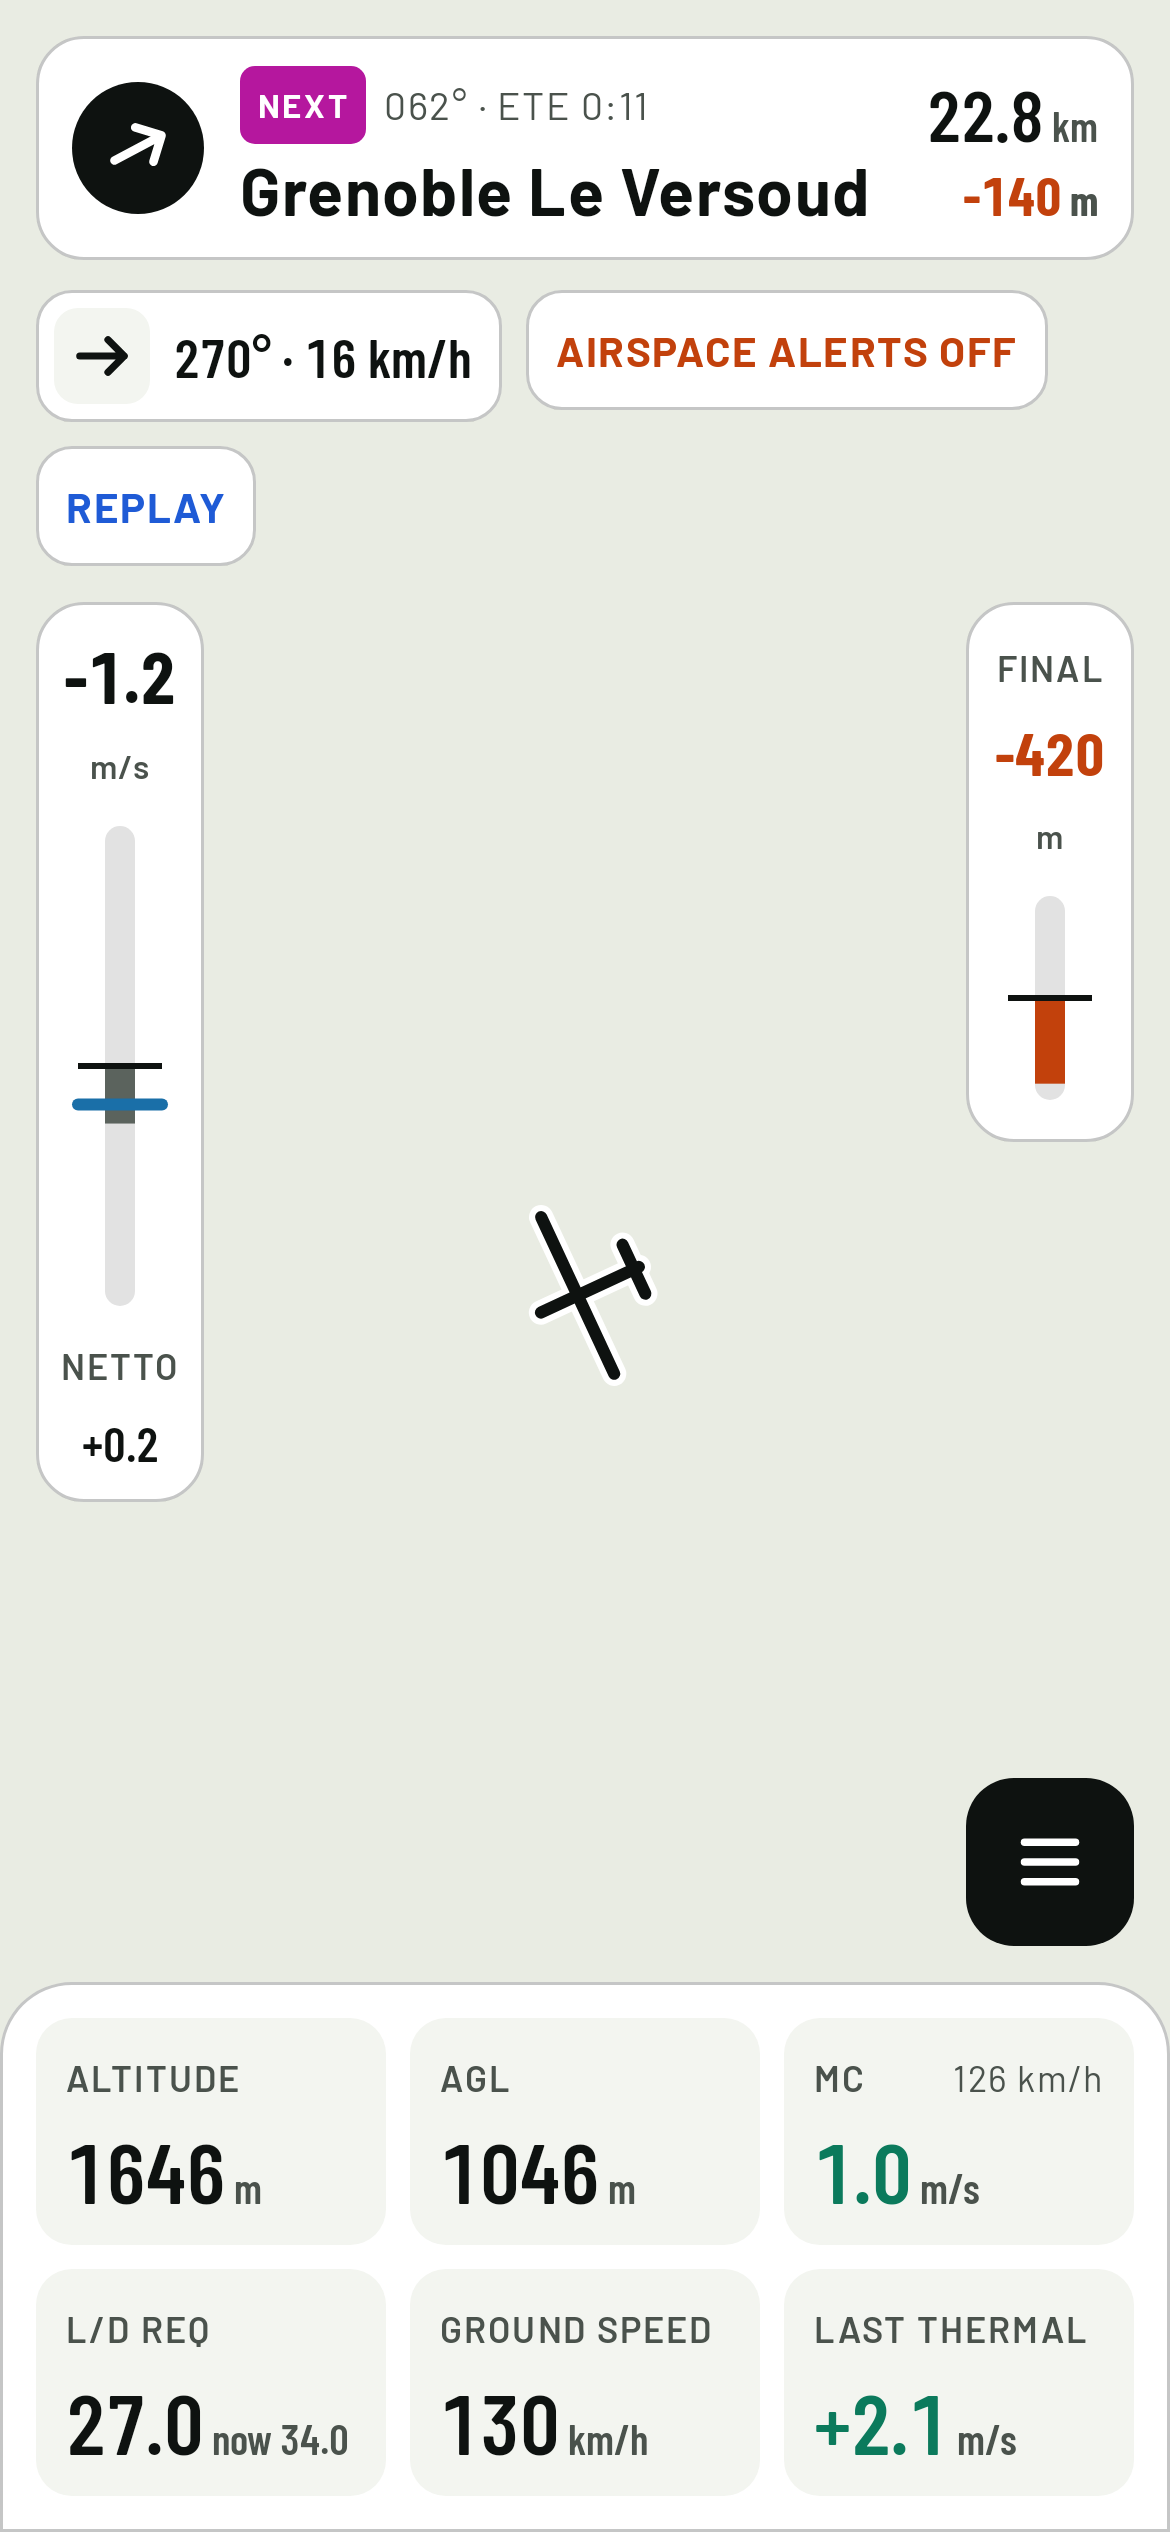 NEXT 062° · ETE 0:11
Grenoble Le Versoud
22.8 km
-140 m
270° · 16 km/h
AIRSPACE ALERTS OFF
REPLAY
-1.2
m/s
NETTO
+0.2
FINAL
-420
m
ALTITUDE
1646 m
AGL
1046 m
MC 126 km/h
1.0 m/s
L/D REQ
27.0 now 34.0
GROUND SPEED
130 km/h
LAST THERMAL
+2.1 m/s